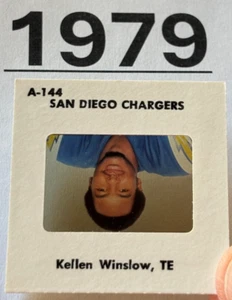 1979
A-144
SAN DIEGO CHARGERS
Kellen Winslow, TE